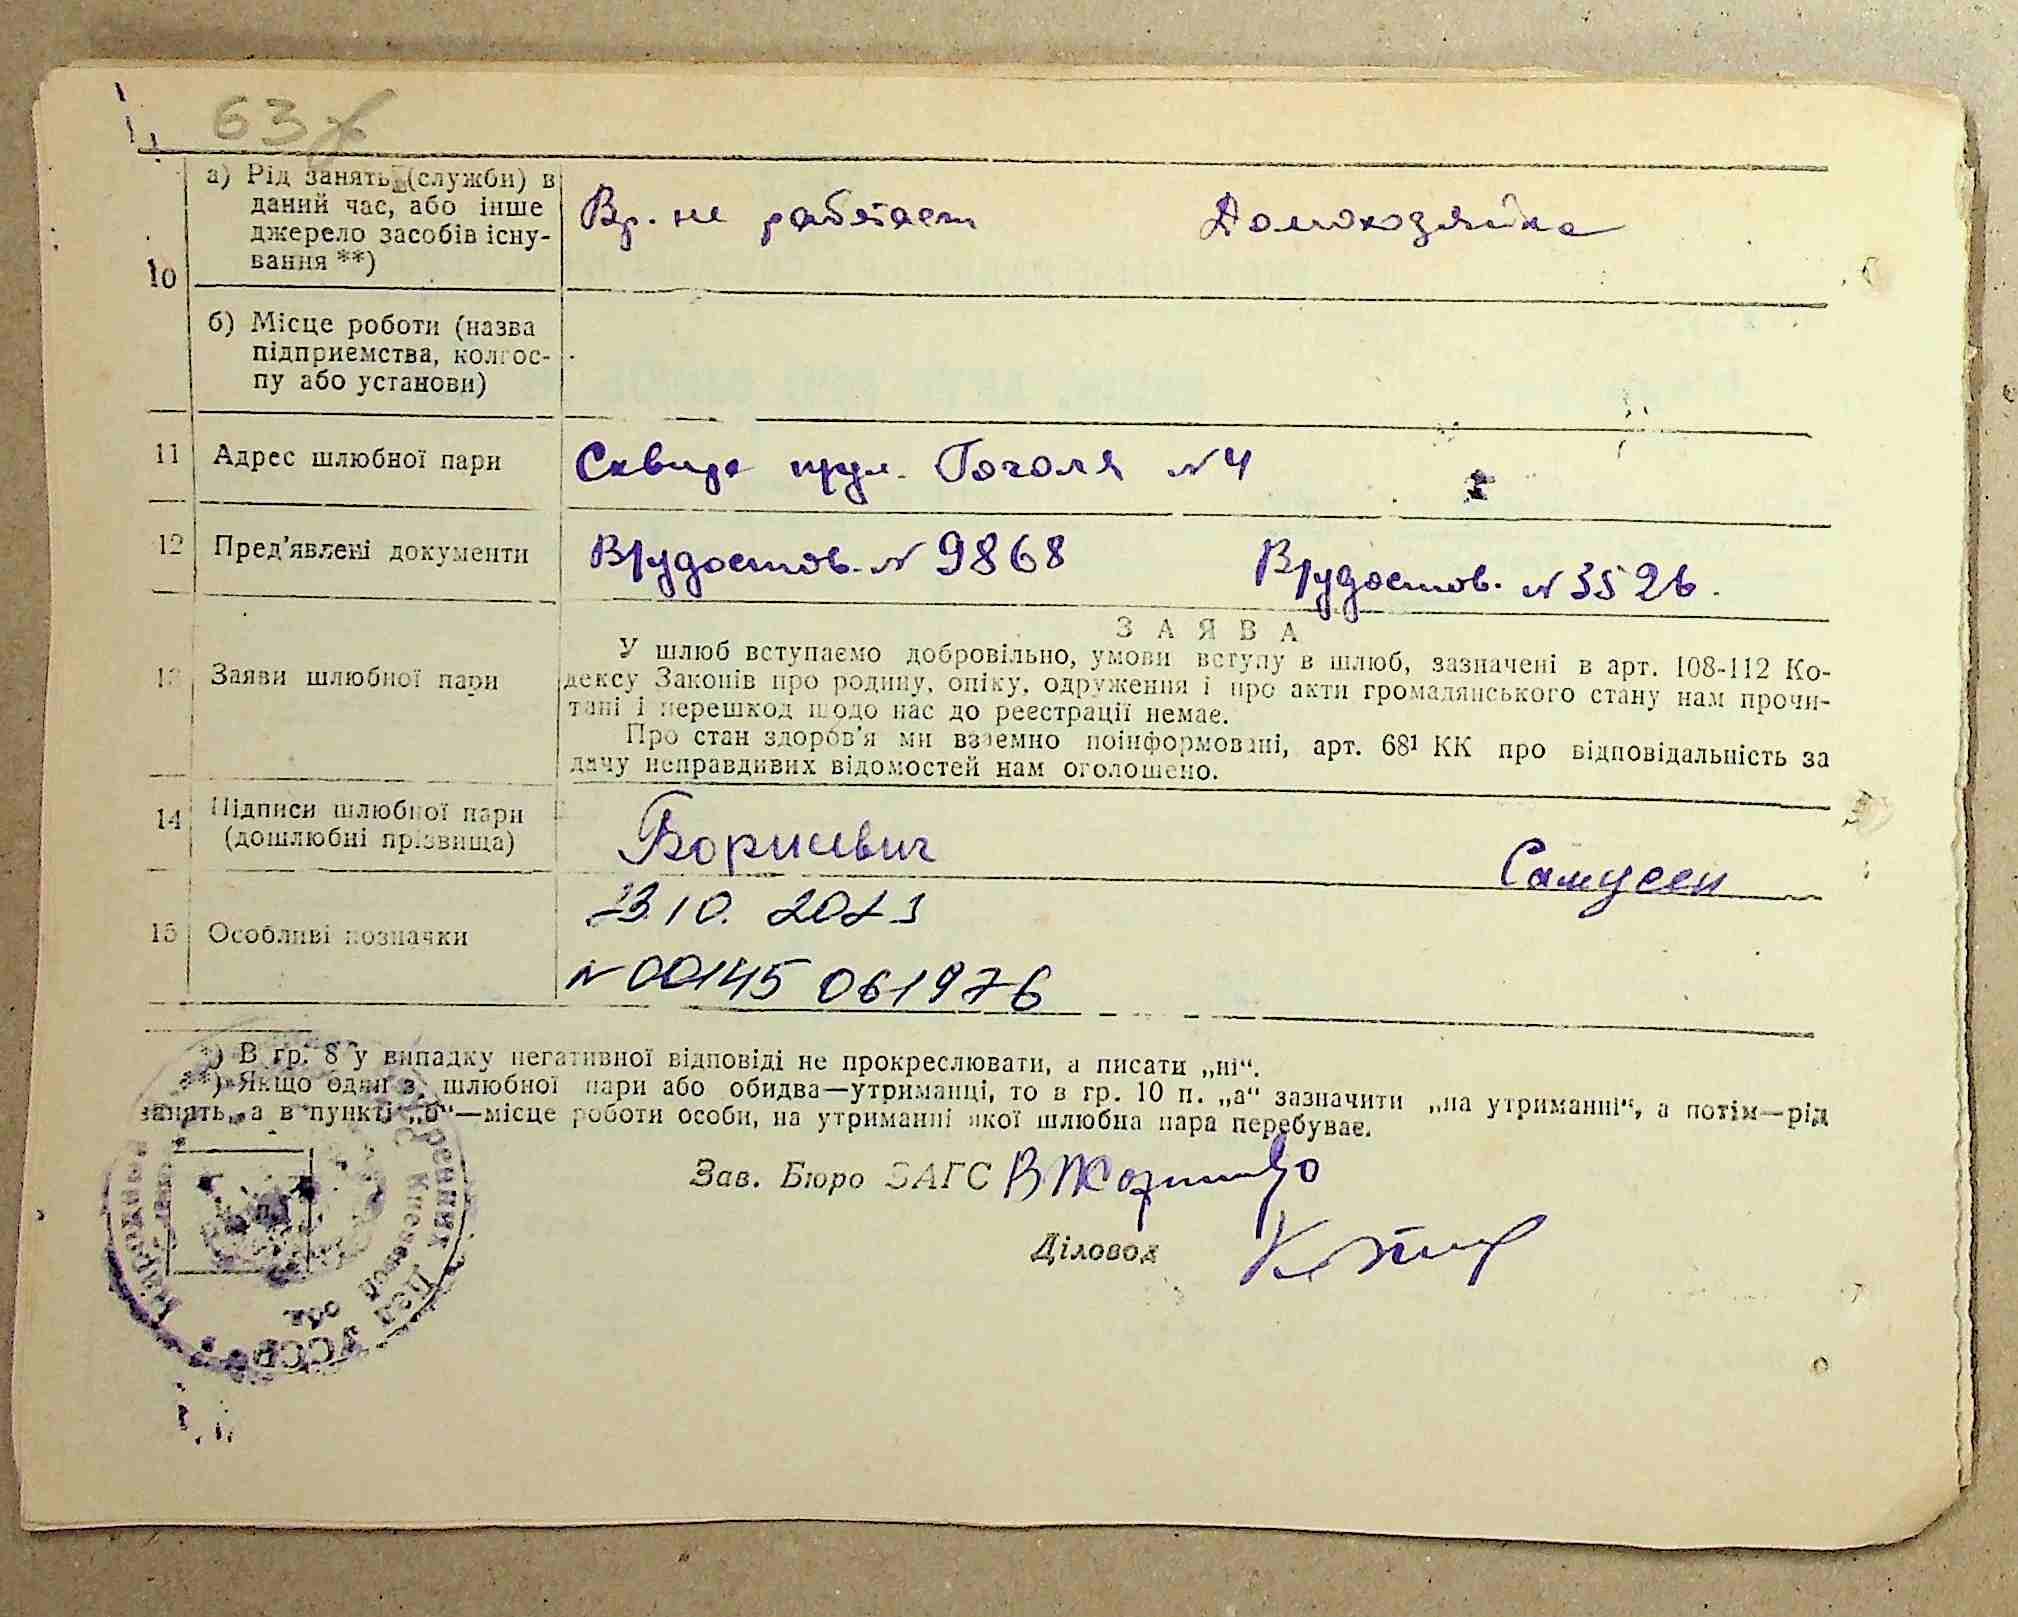 63
10
а) Рід занять (служби) в
даний час, або інше
джерело засобів існу-
вання **)
Вр. не работает
Домохозяйка
б) Місце роботи (назва
підприємства, колгос-
пу або установи)
11 Адрес шлюбної пари
Сквира Гоголя №4
12 Пред'явлені документи
Вр/удостов. № 9868
Вр/удостов. № 3526.
13 Заяви шлюбної пари
ЗАЯВА
У шлюб вступаємо добровільно, умови вступу в шлюб, зазначені в арт. 108-112 Ко-
дексу Законів про родину, опіку, одруження і про акти громадянського стану нам прочи-
тані і перешкод щодо нас до реєстрації немає.
Про стан здоров'я ми взаємно поінформовані, арт. 68¹ КК про відповідальність за
дачу неправдивих відомостей нам оголошено.
14 Підписи шлюбної пари
(дошлюбні прізвища)
Борисевич
15 Особливі позначки
10. 2023
№ 00145 061976
*) В гр. 8 у випадку негативної відповіді не прокреслювати, а писати „ні“.
**) Якщо один з шлюбної пари або обидва—утриманці, то в гр. 10 п. „а“ зазначити „на утриманні“, а потім—рід
занять, а в пункті „б“—місце роботи особи, на утриманні якої шлюбна пара перебуває.
Зав. Бюро ЗАГС
Діловод
УССР